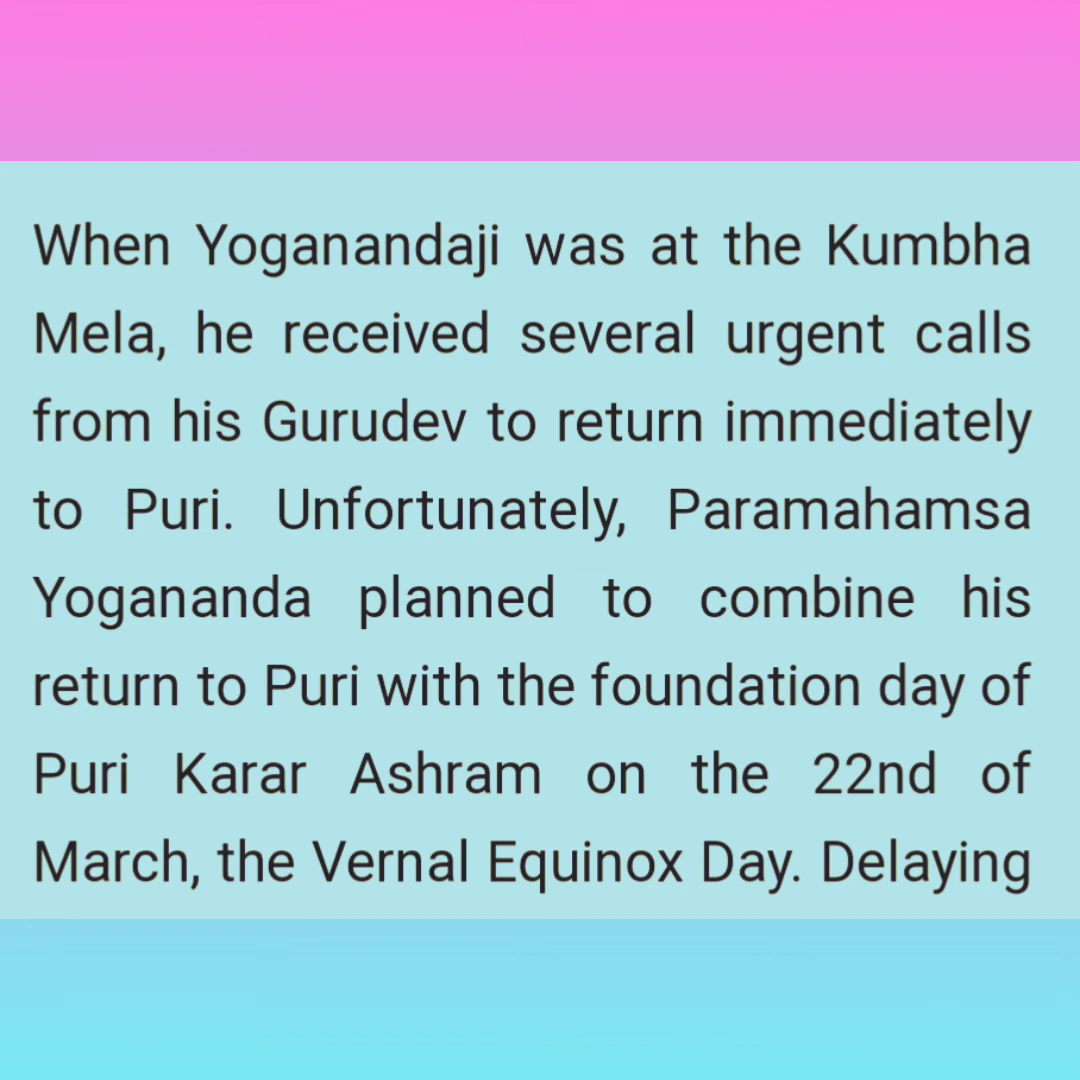 When Yoganandaji was at the Kumbha
Mela, he received several urgent calls
from his Gurudev to return immediately
to Puri. Unfortunately, Paramahamsa
Yogananda planned to combine his
return to Puri with the foundation day of
Puri Karar Ashram on the 22nd of
March, the Vernal Equinox Day. Delaying